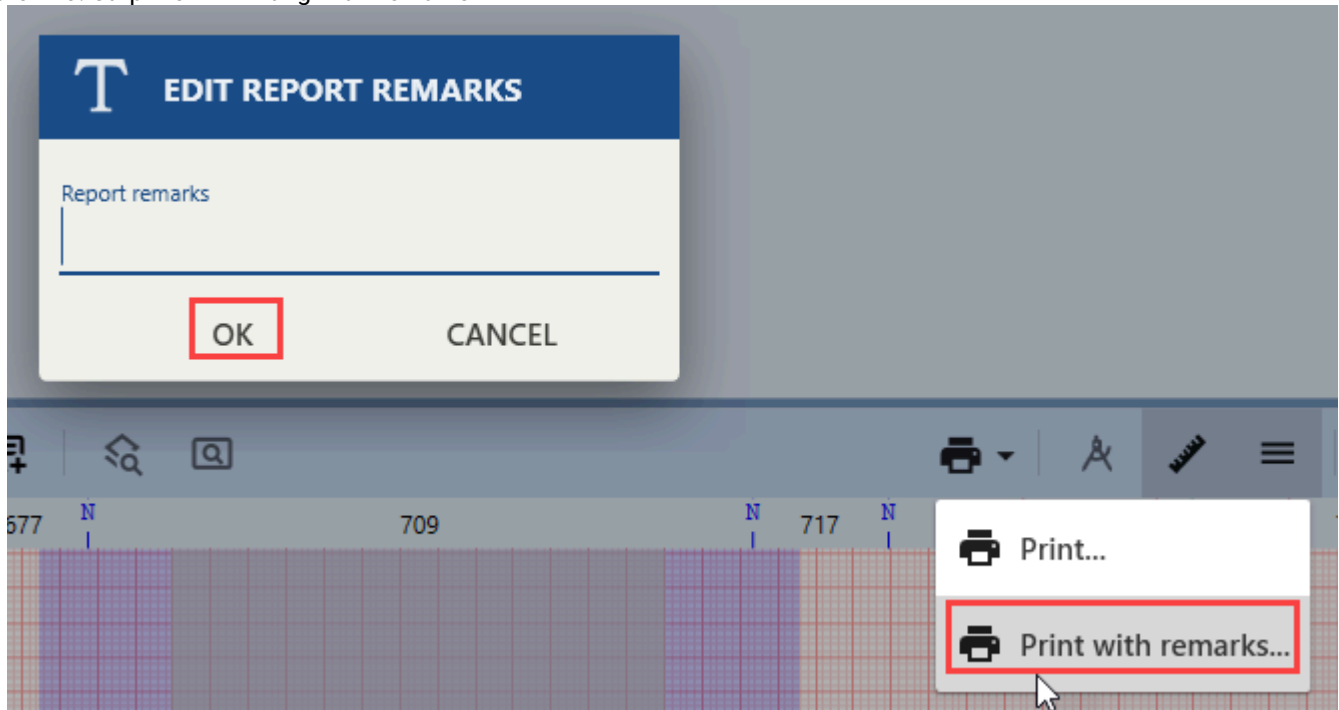 T EDIT REPORT REMARKS
Report remarks
OK CANCEL
677 N 709 N 717 N
Print...
Print with remarks...